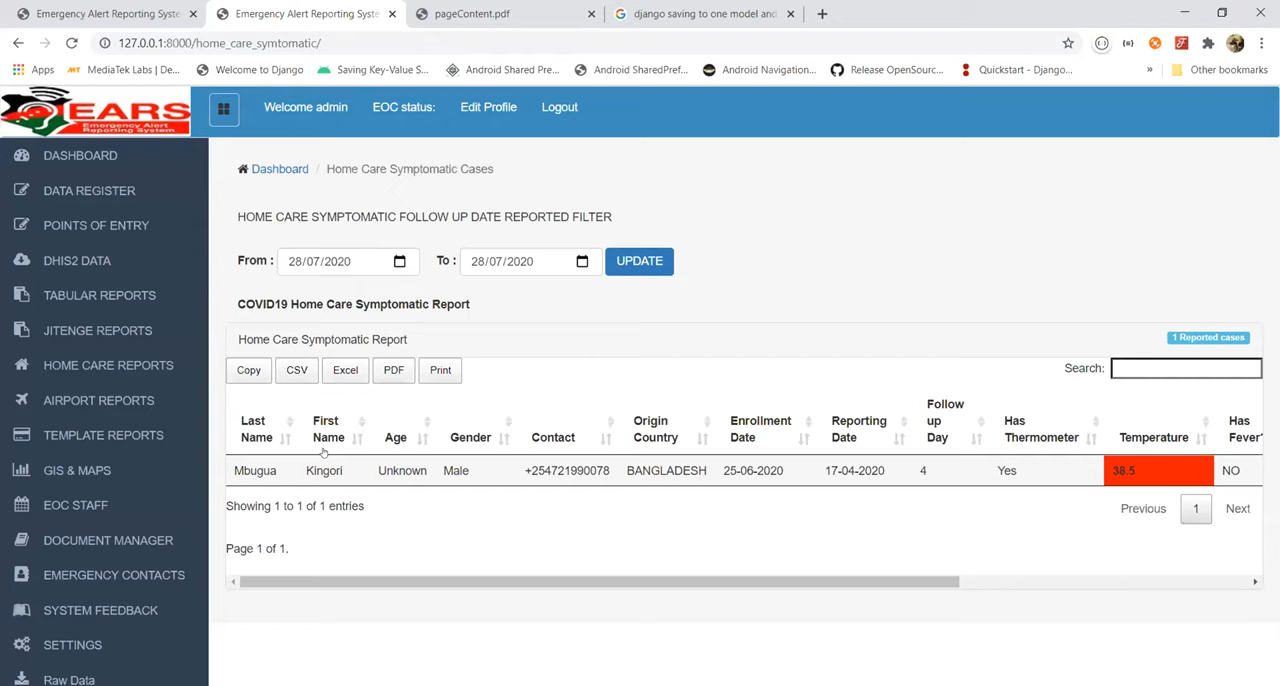 Emergency Alert Reporting Syste
Emergency Alert Reporting Syste
pageContent.pdf
django saving to one model and
127.0.0.1:8000/home_care_symtomatic/
Apps
MediaTek Labs | De...
Welcome to Django
Saving Key-Value S...
Android Shared Pre...
Android SharedPref...
Android Navigation...
Release OpenSourc...
Quickstart - Django...
»
Other bookmarks
EARS
Emergency Alert
Reporting System
Welcome admin
EOC status:
Edit Profile
Logout
DASHBOARD
DATA REGISTER
POINTS OF ENTRY
DHIS2 DATA
TABULAR REPORTS
JITENGE REPORTS
HOME CARE REPORTS
AIRPORT REPORTS
TEMPLATE REPORTS
GIS & MAPS
EOC STAFF
DOCUMENT MANAGER
EMERGENCY CONTACTS
SYSTEM FEEDBACK
SETTINGS
Raw Data
Dashboard / Home Care Symptomatic Cases
HOME CARE SYMPTOMATIC FOLLOW UP DATE REPORTED FILTER
From : 28/07/2020 To : 28/07/2020 UPDATE
COVID19 Home Care Symptomatic Report
Home Care Symptomatic Report
1 Reported cases
Copy CSV Excel PDF Print
Search:
Last Name First Name Age Gender Contact Origin Country Enrollment Date Reporting Date Follow up Day Has Thermometer Temperature Has Fever
Mbugua Kingori Unknown Male +254721990078 BANGLADESH 25-06-2020 17-04-2020 4 Yes 38.5 NO
Showing 1 to 1 of 1 entries
Previous 1 Next
Page 1 of 1.